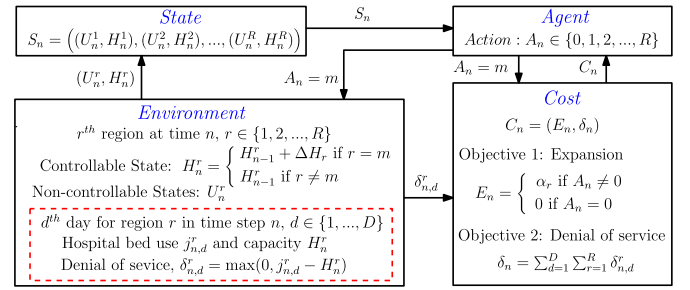 State
S_n = ((U_n^1, H_n^1), (U_n^2, H_n^2), ..., (U_n^R, H_n^R))
S_n
Agent
Action : A_n ∈ {0, 1, 2, ..., R}
(U_n^r, H_n^r)
A_n = m
A_n = m
C_n
Environment
r^{th} region at time n, r ∈ {1, 2, ..., R}
Controllable State: H_n^r = { H_{n-1}^r + ΔH_r if r = m
H_{n-1}^r if r ≠ m
Non-controllable States: U_n^r
d^{th} day for region r in time step n, d ∈ {1, ..., D}
Hospital bed use j_{n,d}^r and capacity H_n^r
Denial of sevice, δ_{n,d}^r = max(0, j_{n,d}^r − H_n^r)
δ_{n,d}^r
Cost
C_n = (E_n, δ_n)
Objective 1: Expansion
E_n = { α_r if A_n ≠ 0
0 if A_n = 0
Objective 2: Denial of service
δ_n = ∑_{d=1}^D ∑_{r=1}^R δ_{n,d}^r